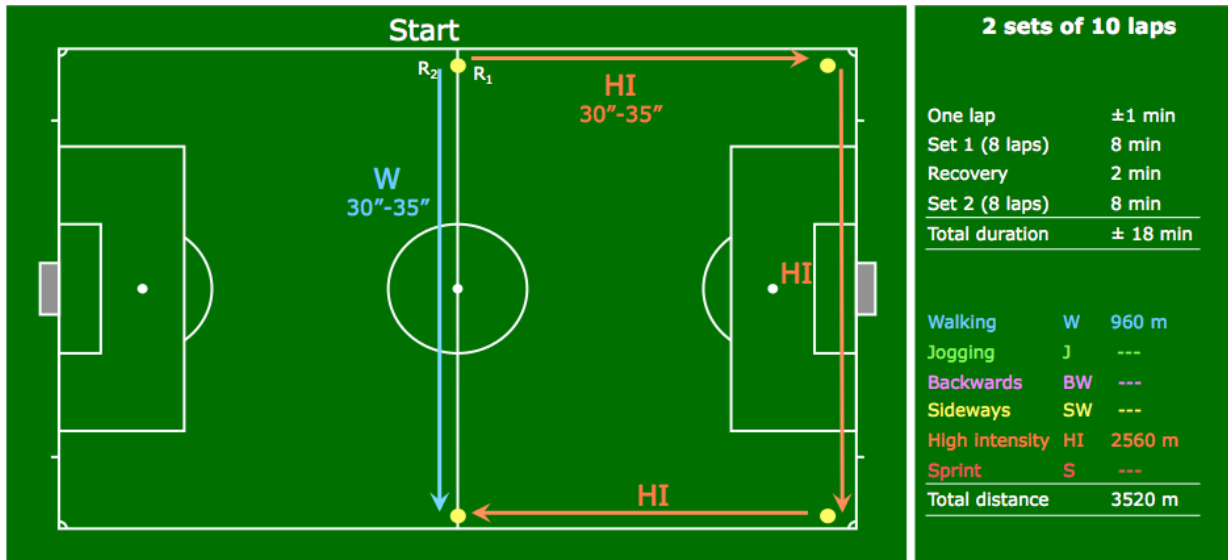 Start
R2 R1
HI
30”-35”
W
30”-35”
HI
HI
2 sets of 10 laps
One lap ±1 min
Set 1 (8 laps) 8 min
Recovery 2 min
Set 2 (8 laps) 8 min
Total duration ± 18 min
Walking W 960 m
Jogging J ---
Backwards BW ---
Sideways SW ---
High intensity HI 2560 m
Sprint S ---
Total distance 3520 m